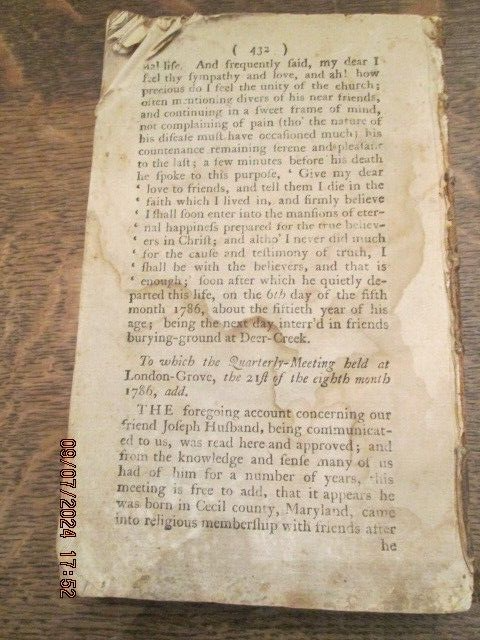 ( 432 )
nal life. And frequently ſaid, my dear I
feel thy ſympathy and love, and ah! how
precious do I feel the unity of the church;
often mentioning divers of his near friends,
and continuing in a ſweet frame of mind,
not complaining of pain (tho' the nature of
his diſeaſe muſt have occaſioned much) his
countenance remaining ſerene and pleaſant
to the laſt; a few minutes before his death
he ſpoke to this purpoſe, ‘ Give my dear
‘ love to friends, and tell them I die in the
‘ faith which I lived in, and firmly believe
‘ I ſhall ſoon enter into the manſions of eter-
‘ nal happineſs prepared for the true believ-
‘ ers in Chriſt; and altho' I never did much
‘ for the cauſe and teſtimony of truth, I
‘ ſhall be with the believers, and that is
‘ enough;’ ſoon after which he quietly de-
parted this life, on the 6th day of the fifth
month 1786, about the fiftieth year of his
age; being the next day interr'd in friends
burying-ground at Deer-Creek.
To which the Quarterly-Meeting held at
London-Grove, the 21ſt of the eighth month
1786, add.
THE foregoing account concerning our
friend Joſeph Huſband, being communicat-
ed to us, was read here and approved; and
from the knowledge and ſenſe many of us
had of him for a number of years, this
meeting is free to add, that it appears he
was born in Cecil county, Maryland, came
into religious memberſhip with friends after
he
09/07/2024 17:52